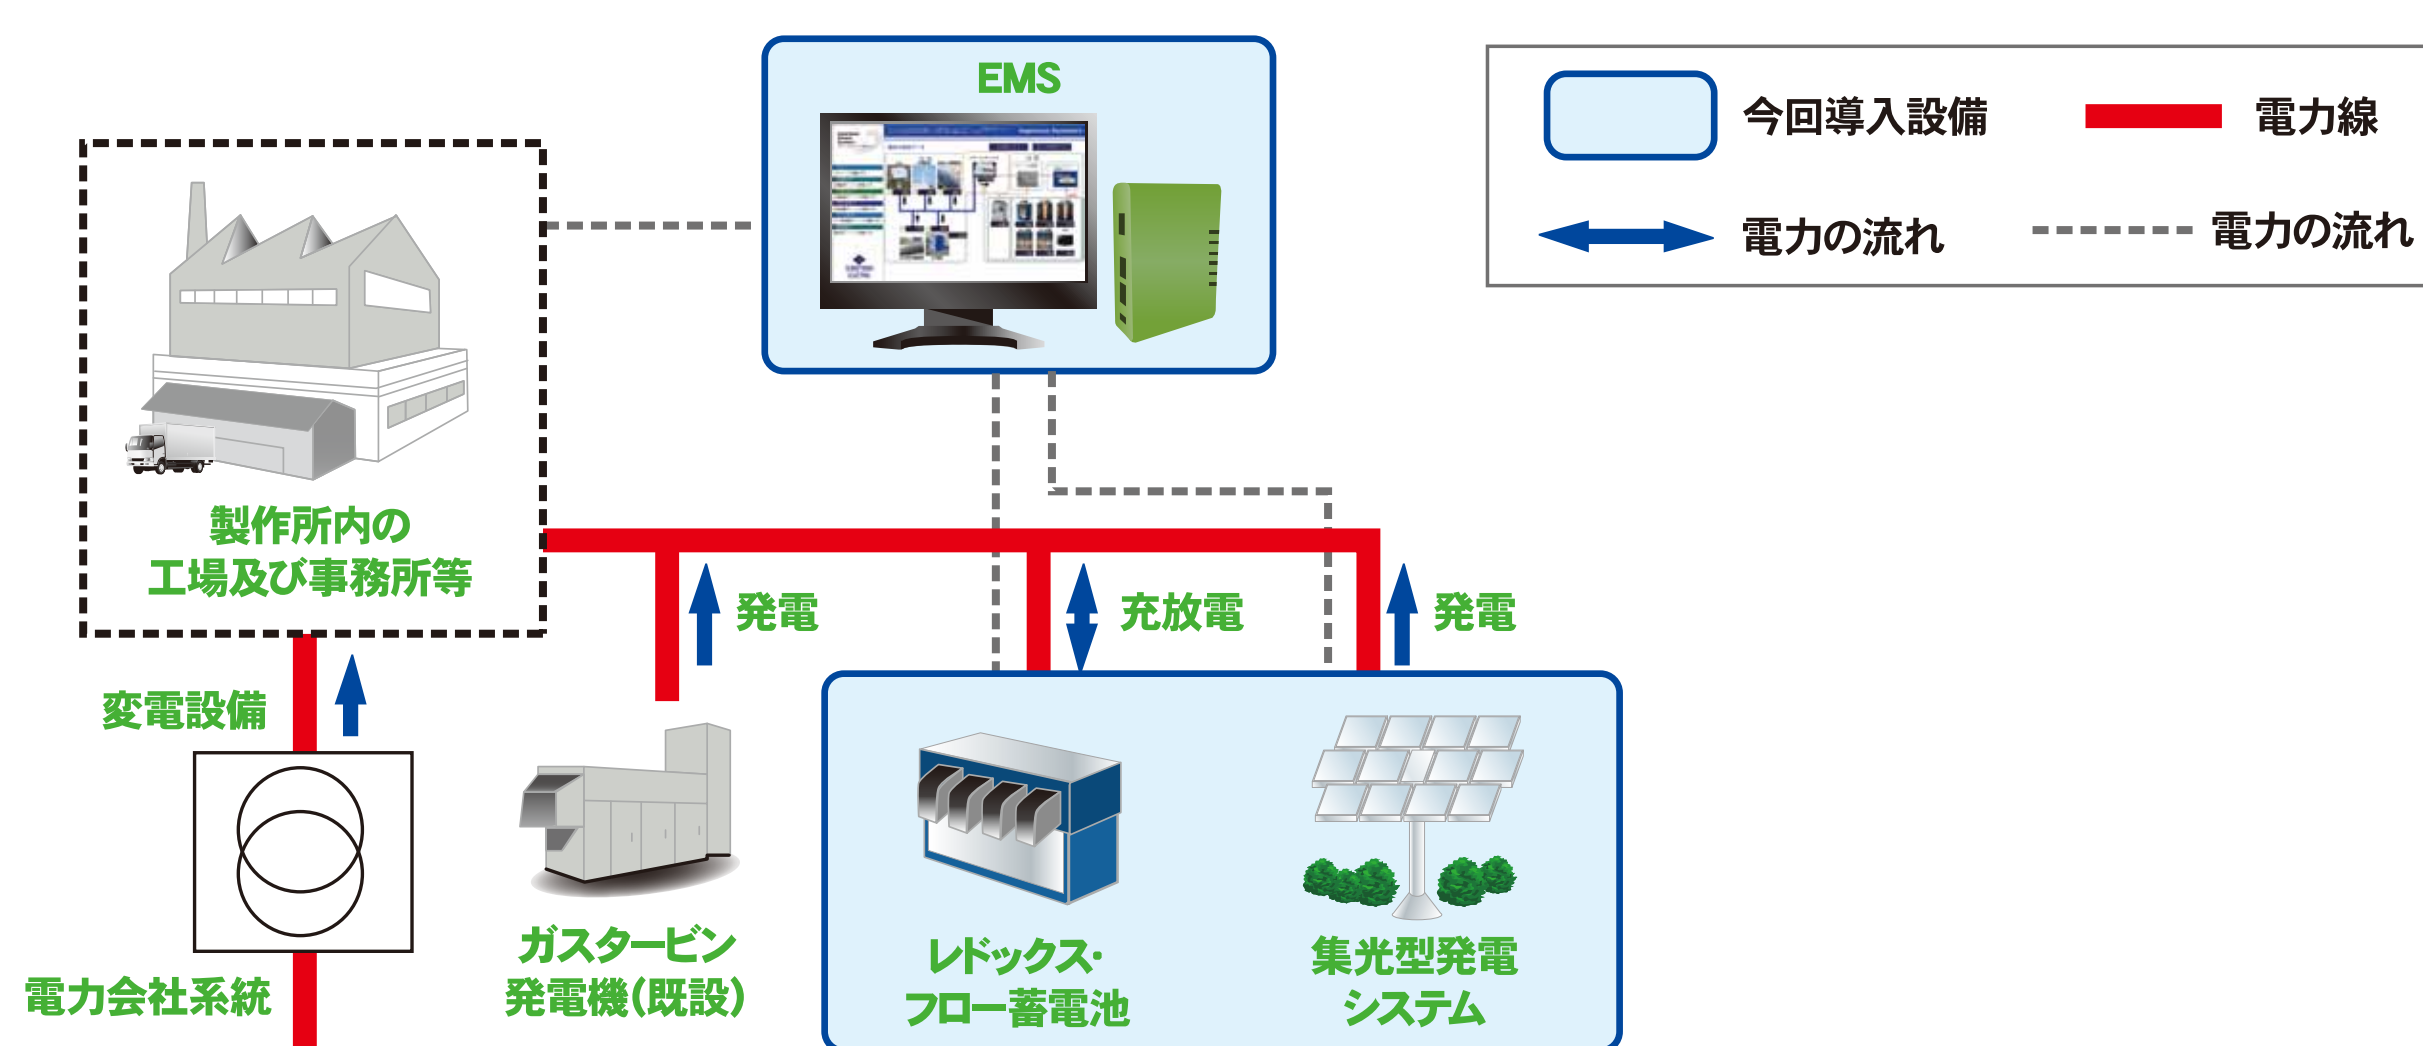 EMS
今回導入設備
電力線
電力の流れ
電力の流れ
製作所内の
工場及び事務所等
発電
充放電
発電
変電設備
電力会社系統
ガスタービン
発電機(既設)
レドックス・
フロー蓄電池
集光型発電
システム